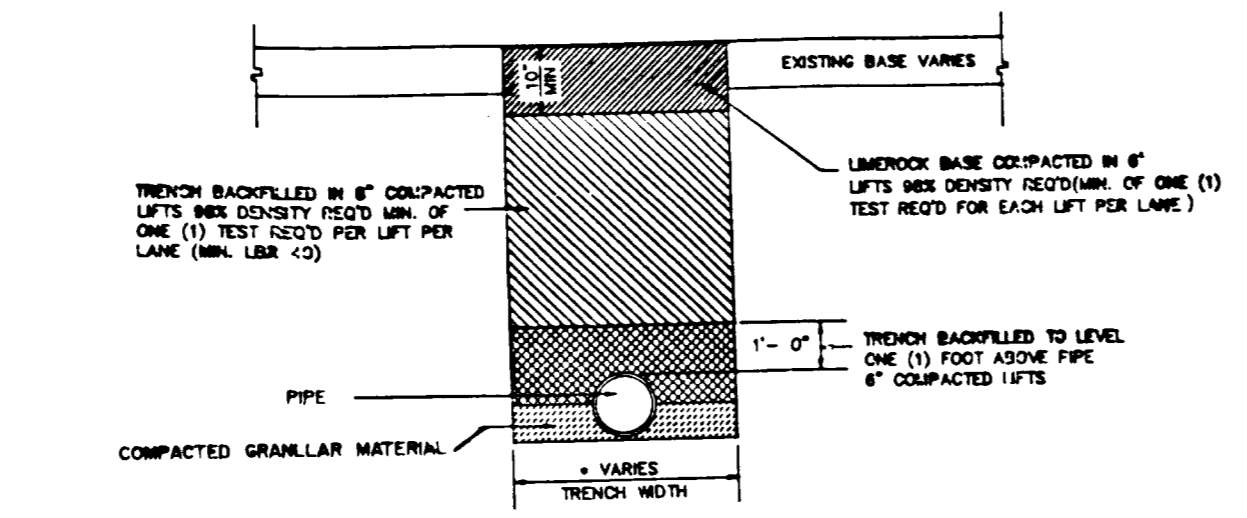 10"
MIN
EXISTING BASE VARIES
LIMEROCK BASE COMPACTED IN 6"
LIFTS 98% DENSITY REQ'D(MIN. OF ONE (1)
TEST REQ'D FOR EACH LIFT PER LANE )
TRENCH BACKFILLED IN 6" COMPACTED
LIFTS 98% DENSITY REQ'D MIN. OF
ONE (1) TEST REQ'D PER LIFT PER
LANE (MIN. LBR
1'- 0"
TRENCH BACKFILLED TO LEVEL
ONE (1) FOOT ABOVE PIPE
6" COMPACTED LIFTS
PIPE
COMPACTED GRANLLAR MATERIAL
* VARIES
TRENCH WIDTH